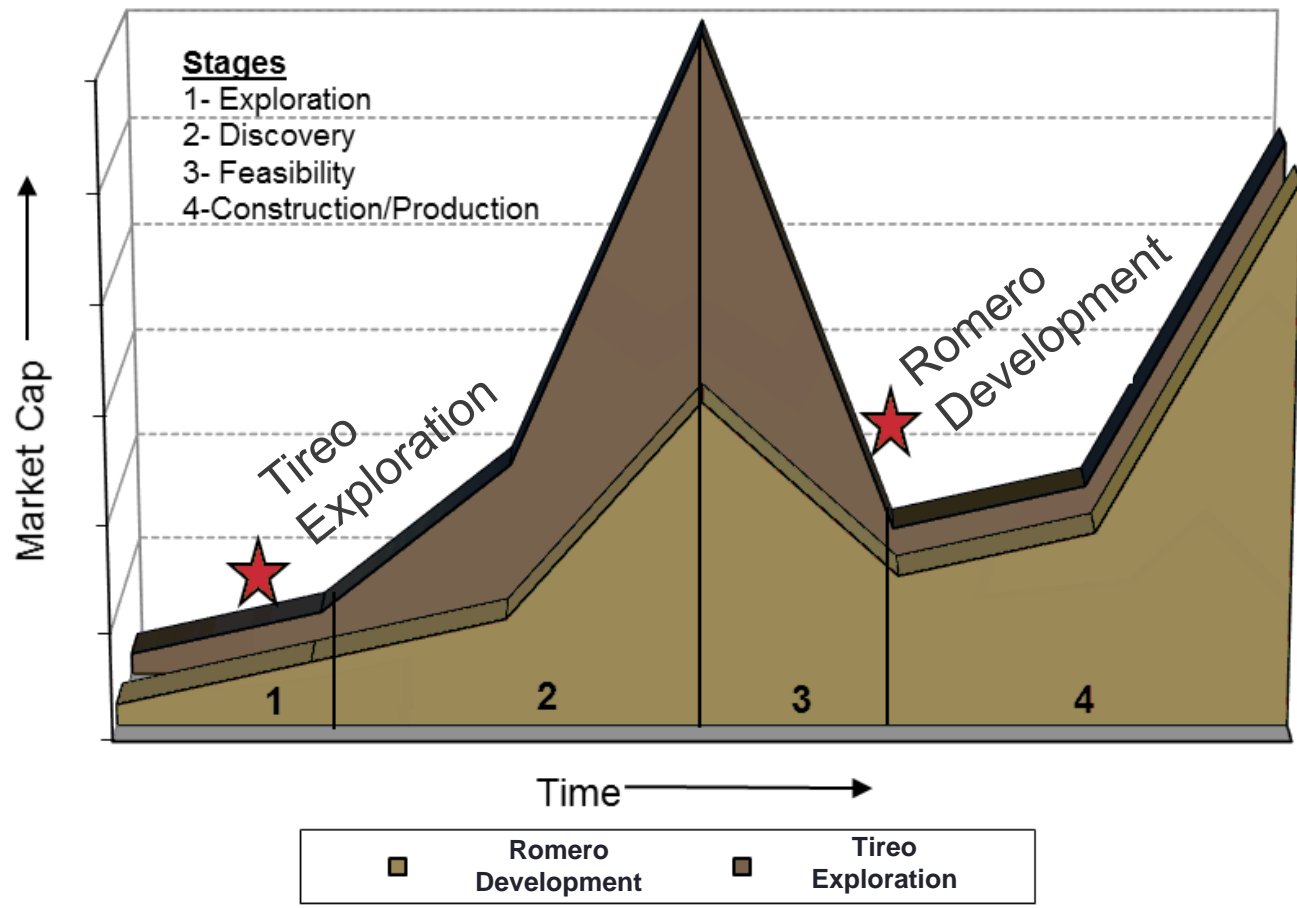 Stages
1- Exploration
2- Discovery
3- Feasibility
4-Construction/Production
Market Cap
Tireo
Exploration
Romero
Development
1
2
3
4
Time
Romero
Development
Tireo
Exploration